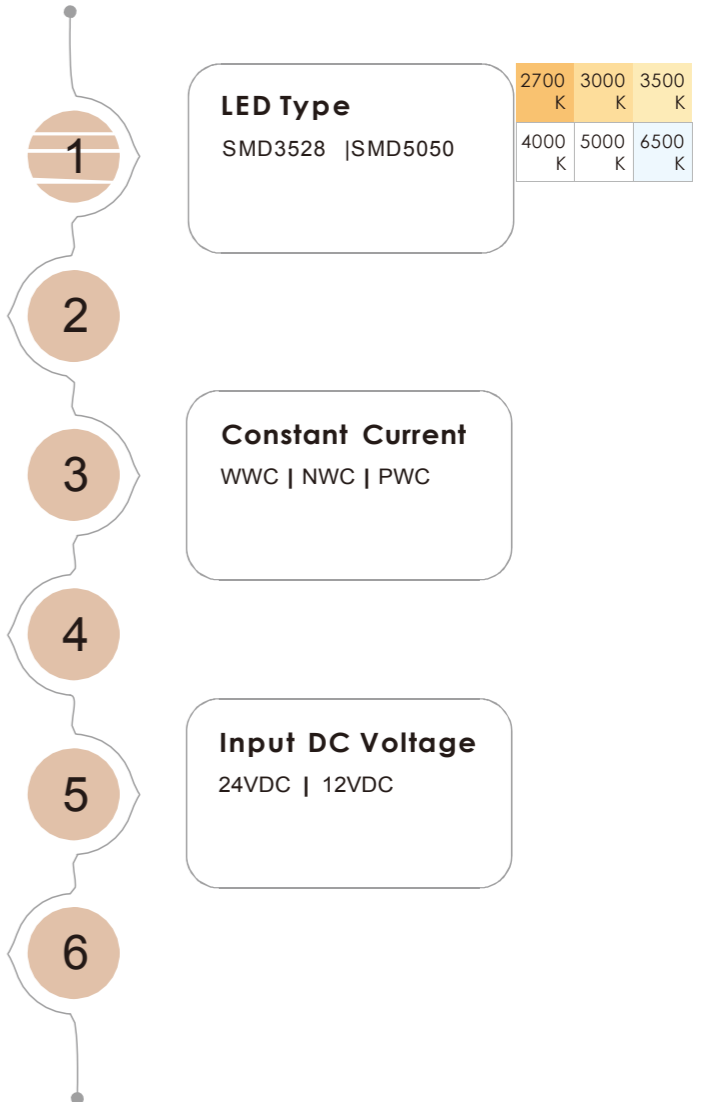 1
LED Type
SMD3528 |SMD5050
2700 K
3000 K
3500 K
4000 K
5000 K
6500 K
2
3
Constant Current
WWC | NWC | PWC
4
5
Input DC Voltage
24VDC | 12VDC
6